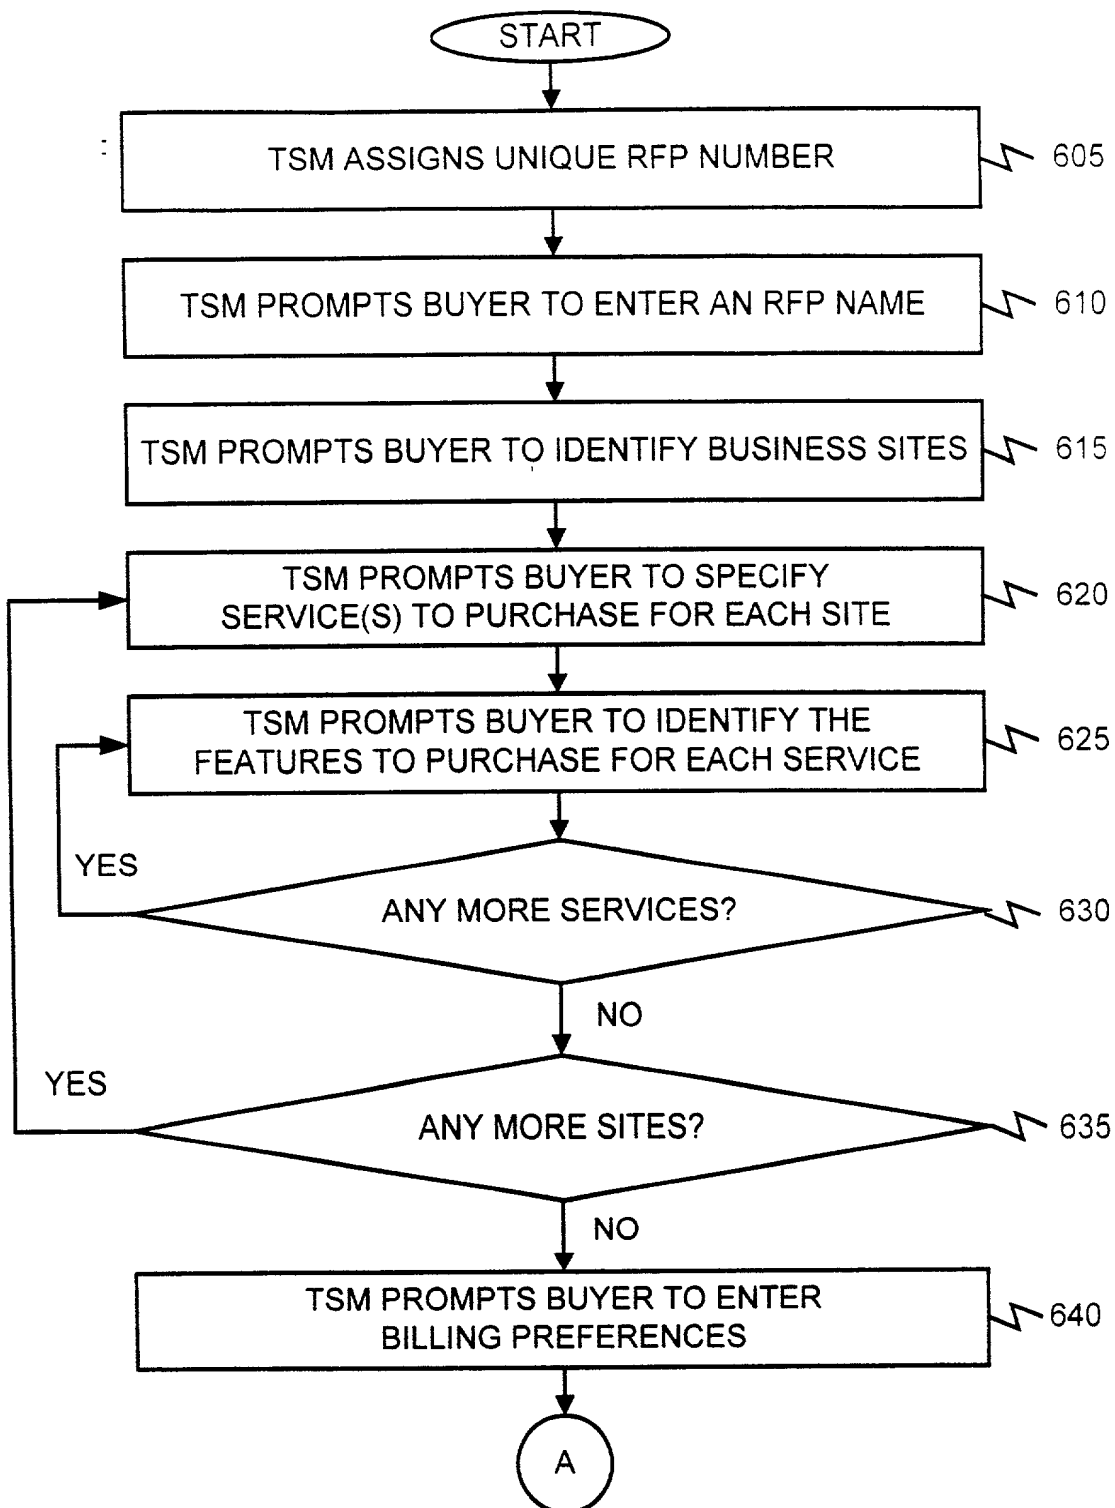 START
TSM ASSIGNS UNIQUE RFP NUMBER
605
TSM PROMPTS BUYER TO ENTER AN RFP NAME
610
TSM PROMPTS BUYER TO IDENTIFY BUSINESS SITES
615
TSM PROMPTS BUYER TO SPECIFY
SERVICE(S) TO PURCHASE FOR EACH SITE
620
TSM PROMPTS BUYER TO IDENTIFY THE
FEATURES TO PURCHASE FOR EACH SERVICE
625
YES
ANY MORE SERVICES?
630
NO
YES
ANY MORE SITES?
635
NO
TSM PROMPTS BUYER TO ENTER
BILLING PREFERENCES
640
A